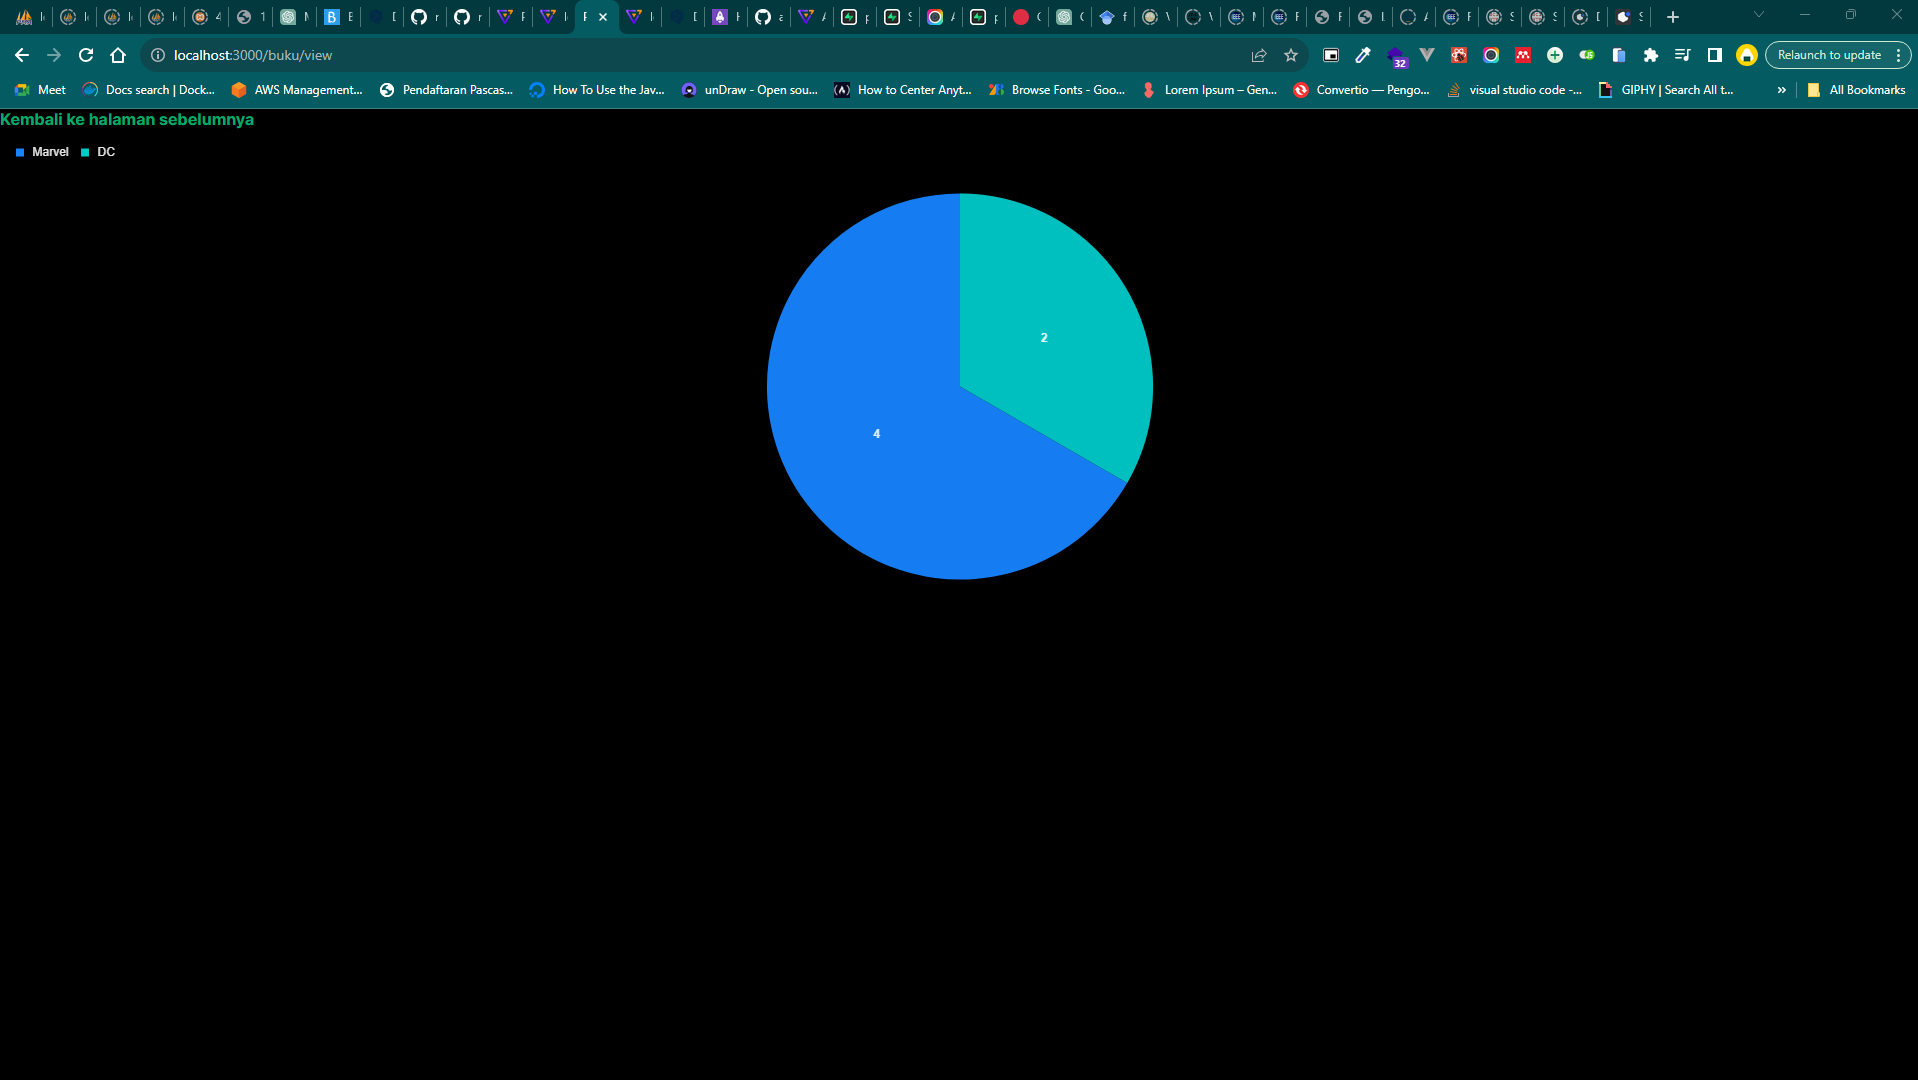 localhost:3000/buku/view
32
Relaunch to update
Meet
Docs search | Dock...
AWS Management...
Pendaftaran Pascas...
How To Use the Jav...
unDraw - Open sou...
How to Center Anyt...
Browse Fonts - Goo...
Lorem Ipsum – Gen...
Convertio — Pengo...
visual studio code -...
GIPHY | Search All t...
»
All Bookmarks
Kembali ke halaman sebelumnya
Marvel
DC
2
4